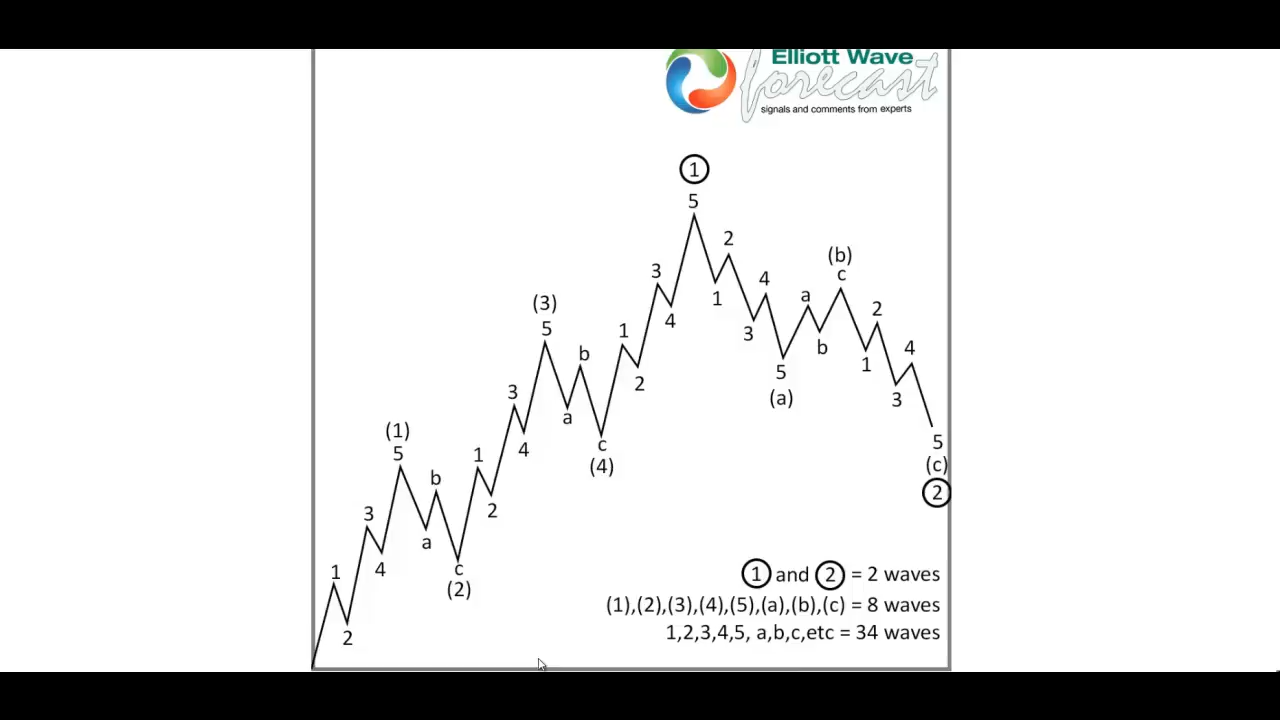 Elliott Wave
forecast
signals and comments from experts
①
5
2
(b)
c
3
4
a
2
1
4
(3)
5
1
3
b
4
b
1
2
5
3
a
(a)
3
4
a
c
(1)
5
1
(4)
5
(c)
b
②
3
4
2
a
1
4
c
(2)
2
① and ② = 2 waves
(1),(2),(3),(4),(5),(a),(b),(c) = 8 waves
1,2,3,4,5, a,b,c,etc = 34 waves